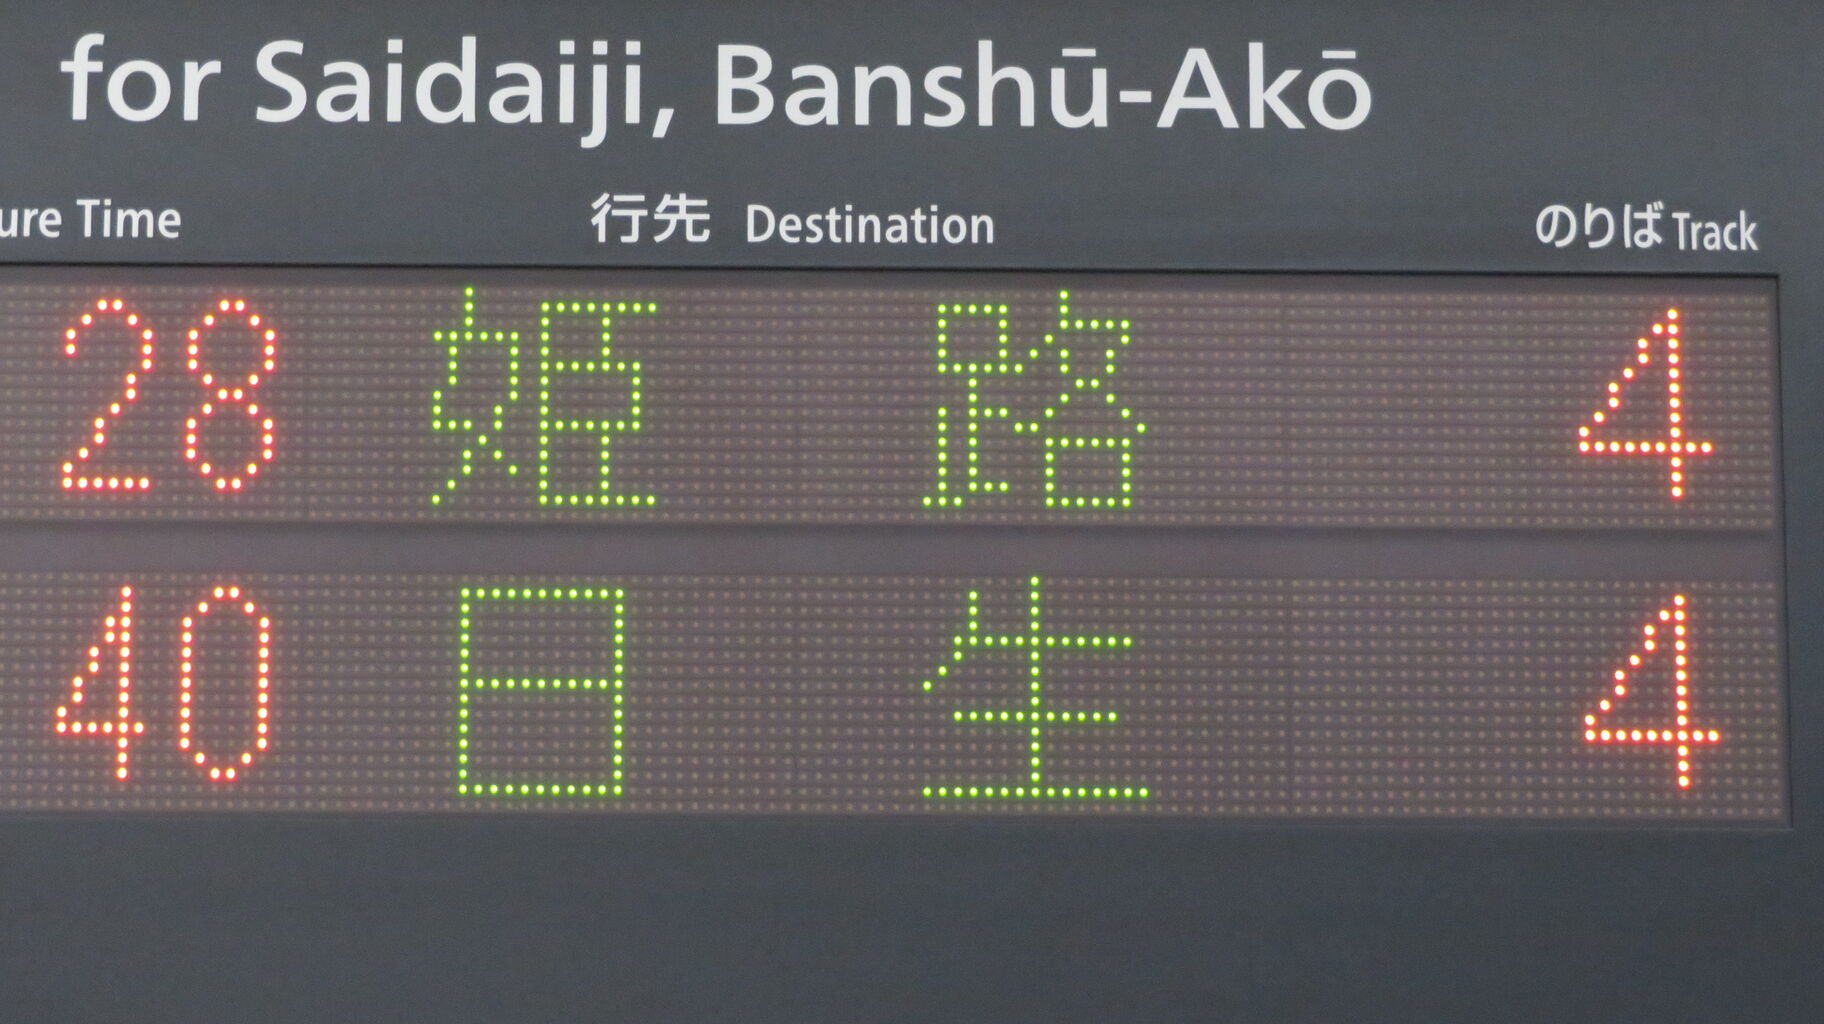 for Saidaiji, Banshū-Akō
ure Time 行先 Destination のりば Track
28 姫路 4
40 日生 4